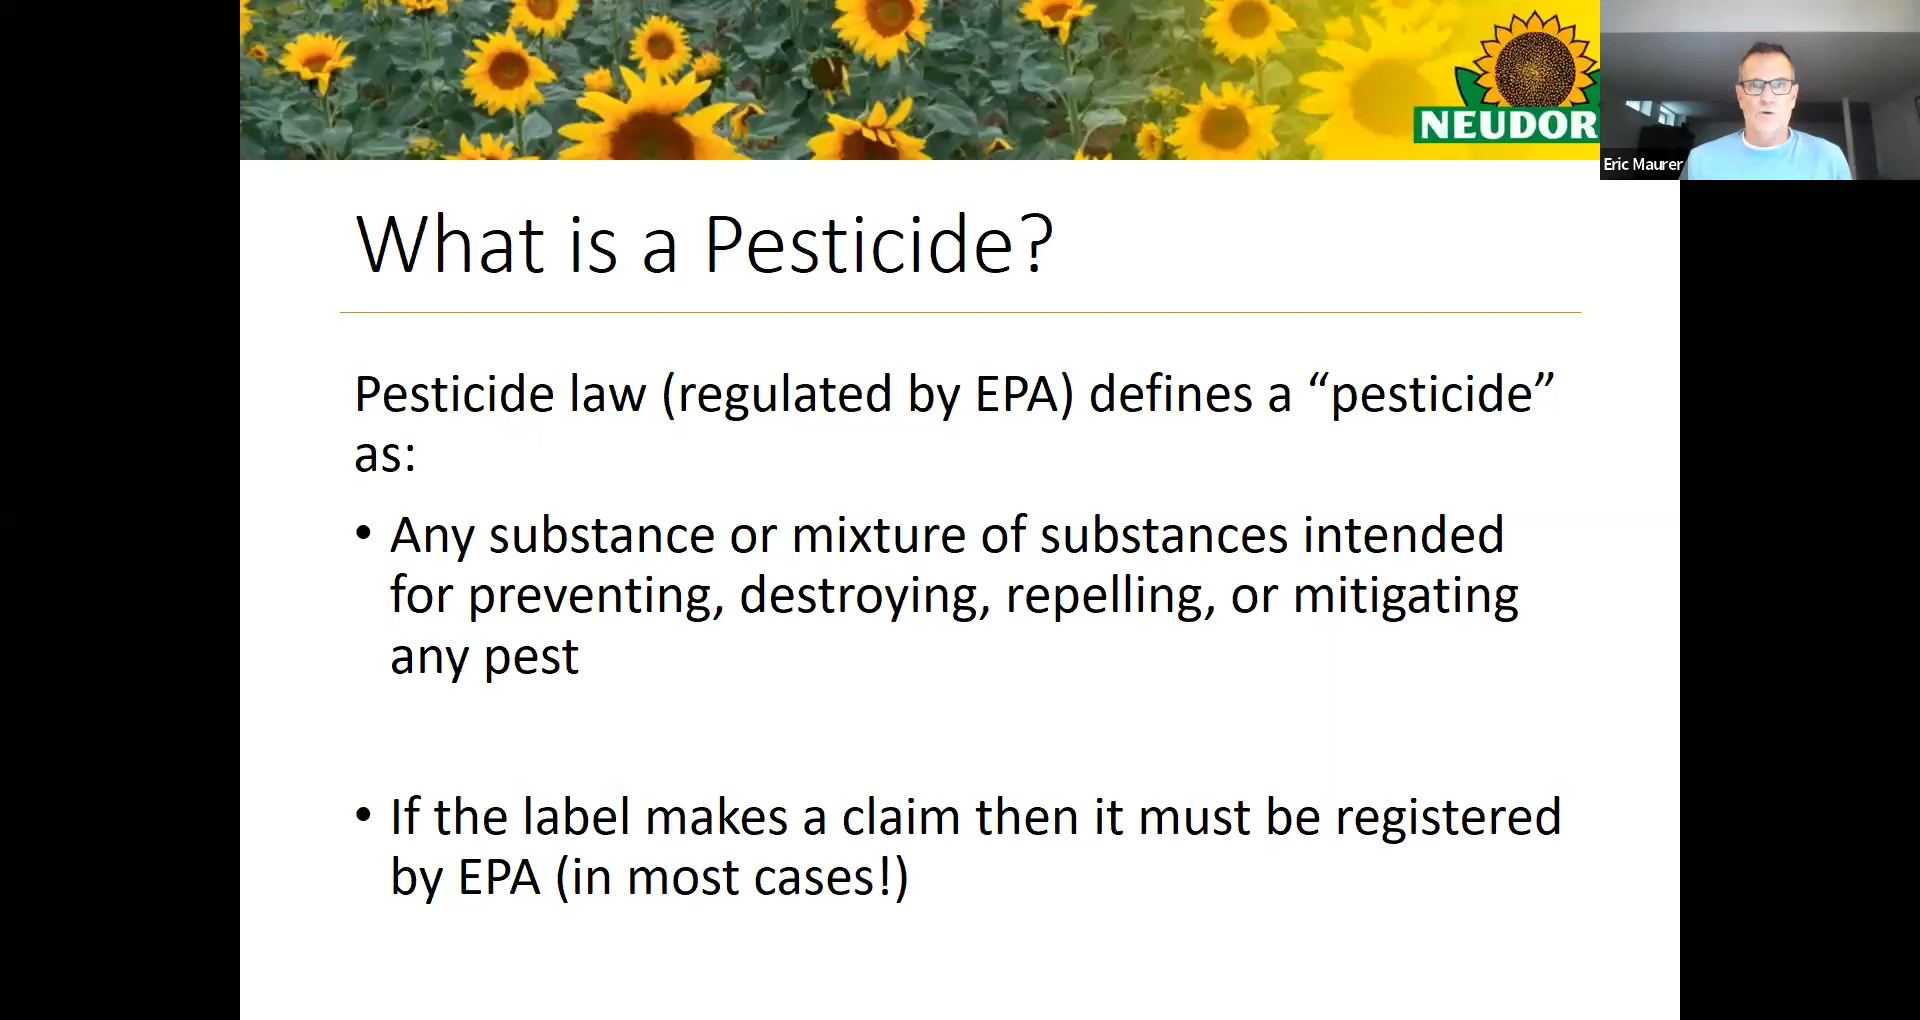 NEUDOR
Eric Maurer
What is a Pesticide?
Pesticide law (regulated by EPA) defines a “pesticide”
as:
• Any substance or mixture of substances intended
for preventing, destroying, repelling, or mitigating
any pest
• If the label makes a claim then it must be registered
by EPA (in most cases!)